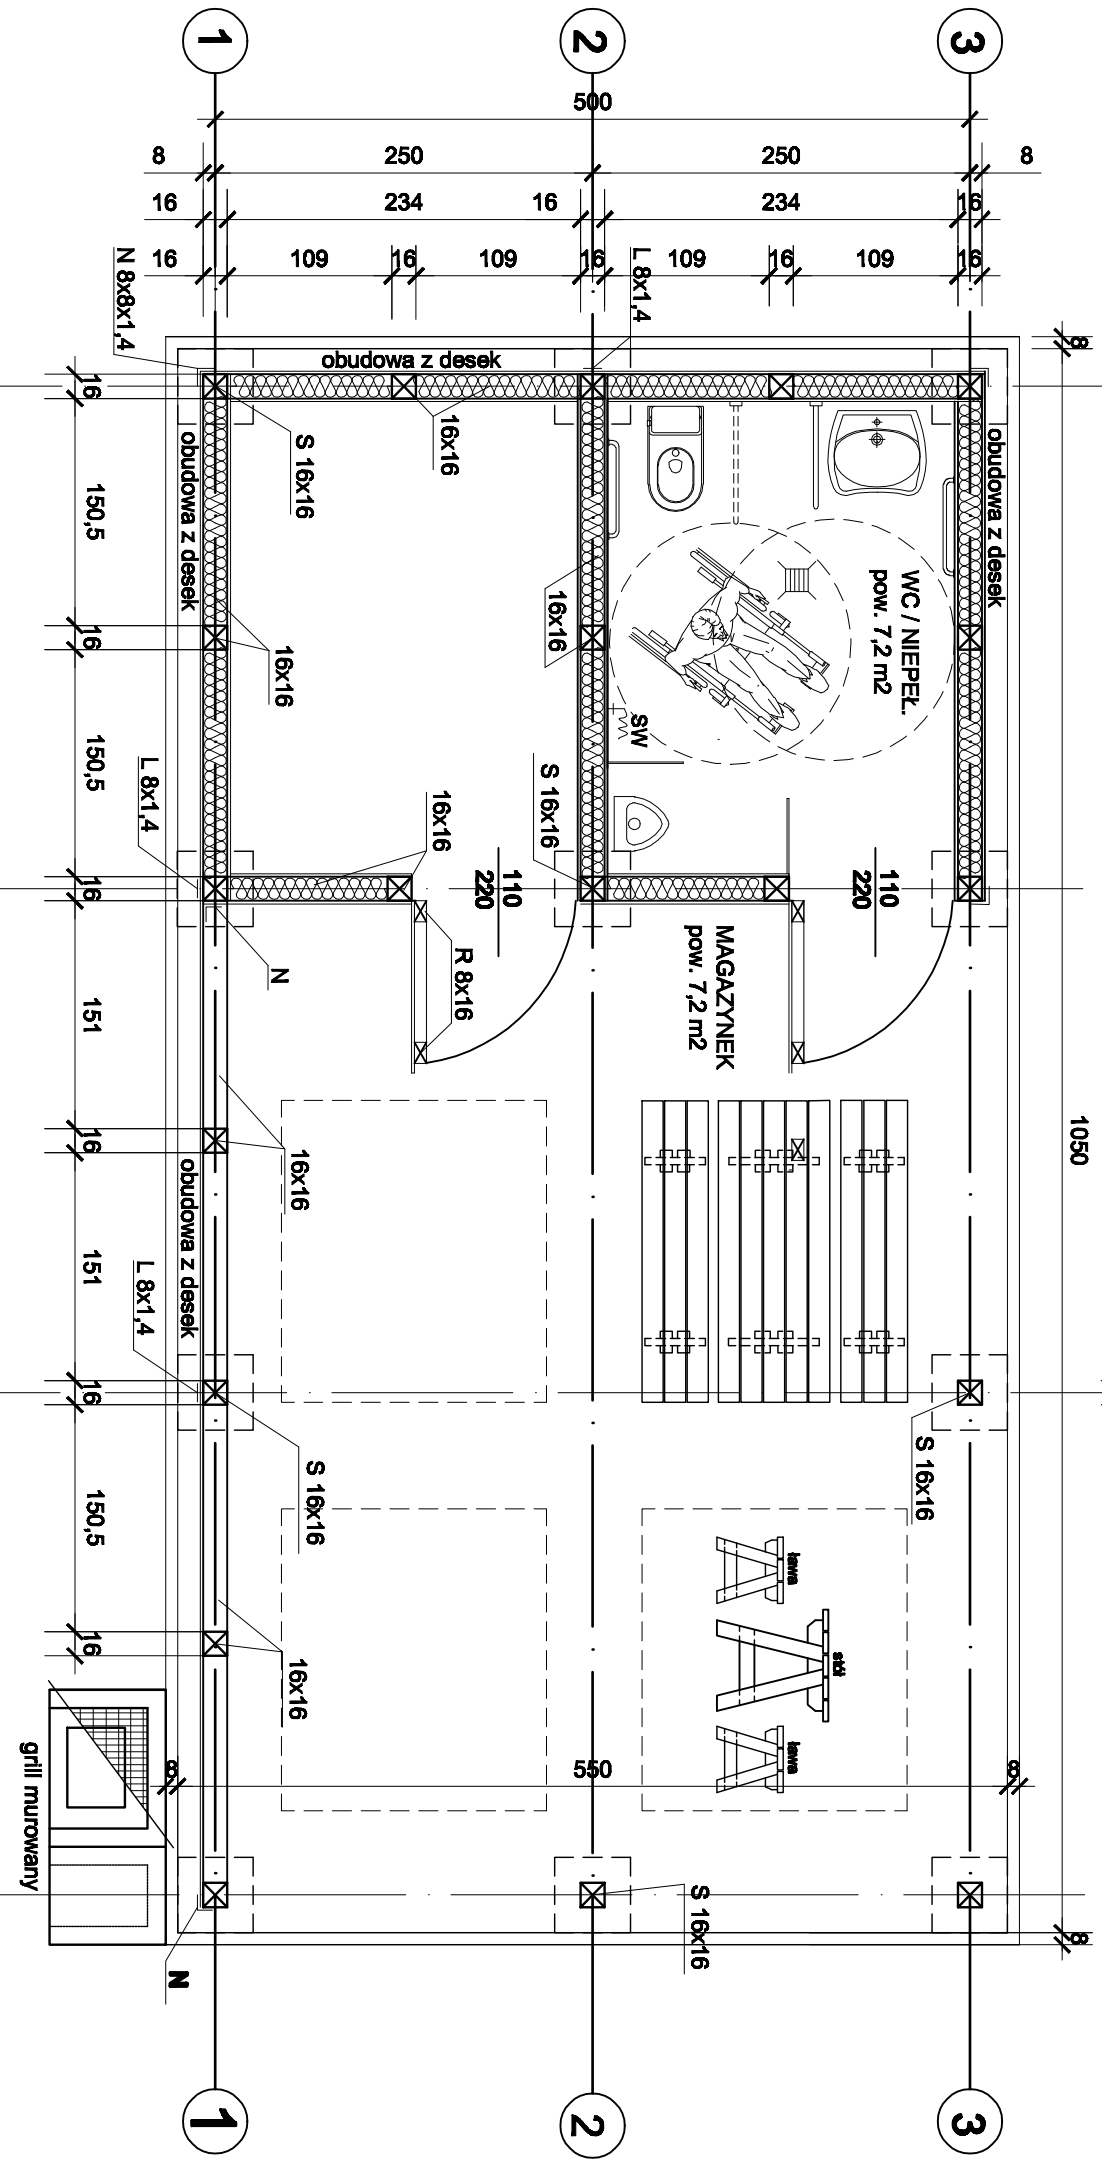 1
2
3
500
8
250
250
8
16
234
16
234
16
16
109
16
109
16
109
16
109
16
N 8x8x1,4
L 8x1,4
8
obudowa z desek
16
S 16x16
16x16
obudowa z desek
obudowa z desek
150,5
WC / NIEPEŁ.
pow. 7,2 m2
16x16
16
16x16
SW
150,5
L 8x1,4
S 16x16
16x16
110
220
110
220
16
N
R 8x16
MAGAZYNEK
pow. 7,2 m2
151
1050
16
16x16
obudowa z desek
151
L 8x1,4
16
S 16x16
S 16x16
150,5
ława
stół
ława
16
16x16
grill murowany
8
550
8
S 16x16
8
N
1
2
3